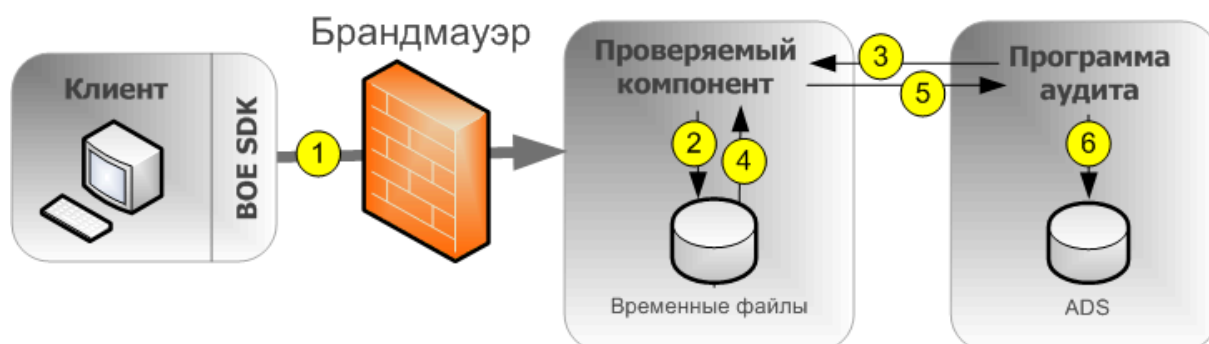 Брандмауэр
Клиент
BOE SDK
1
Проверяемый
компонент
2
4
Временные файлы
3
5
Программа
аудита
6
ADS